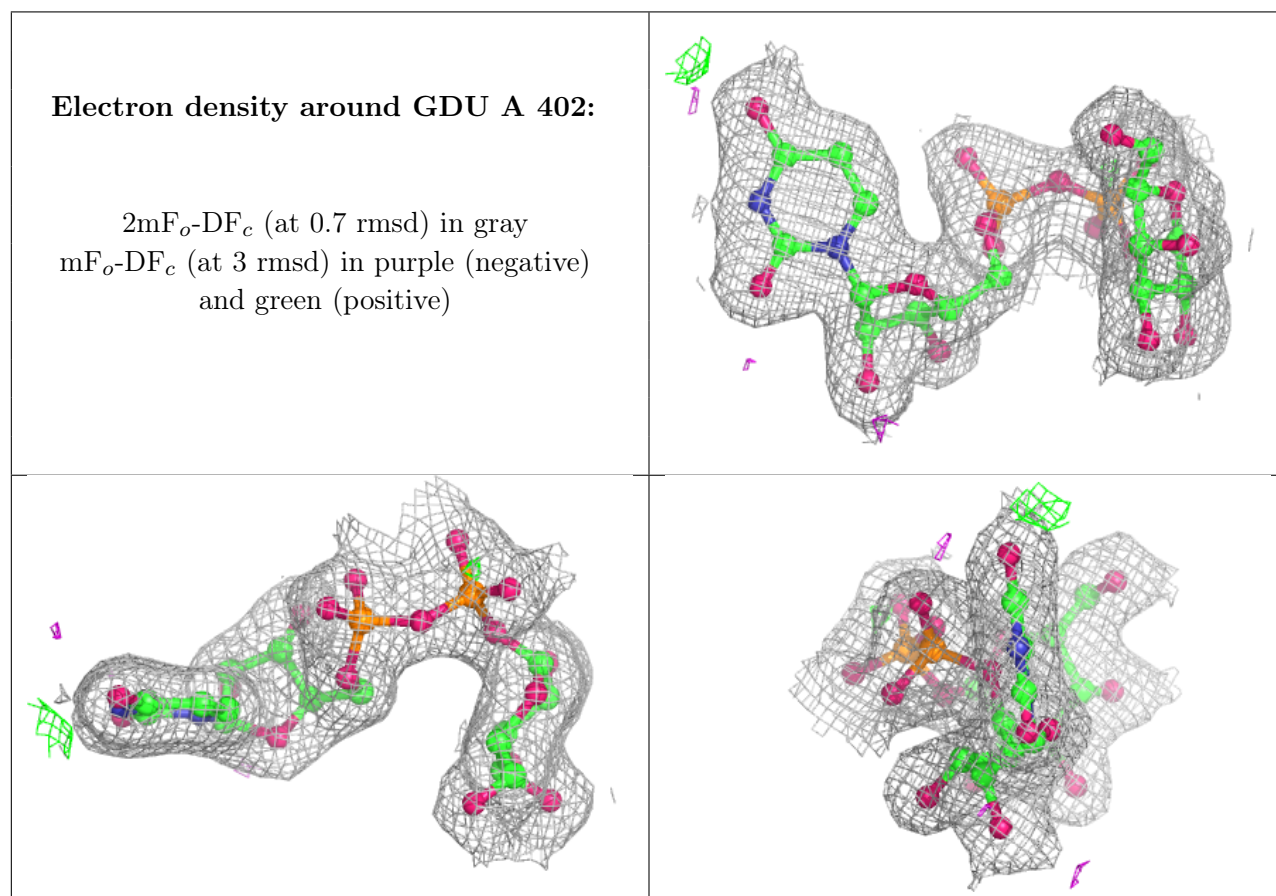 Electron density around GDU A 402:
2mFo-DFc (at 0.7 rmsd) in gray
mFo-DFc (at 3 rmsd) in purple (negative)
and green (positive)